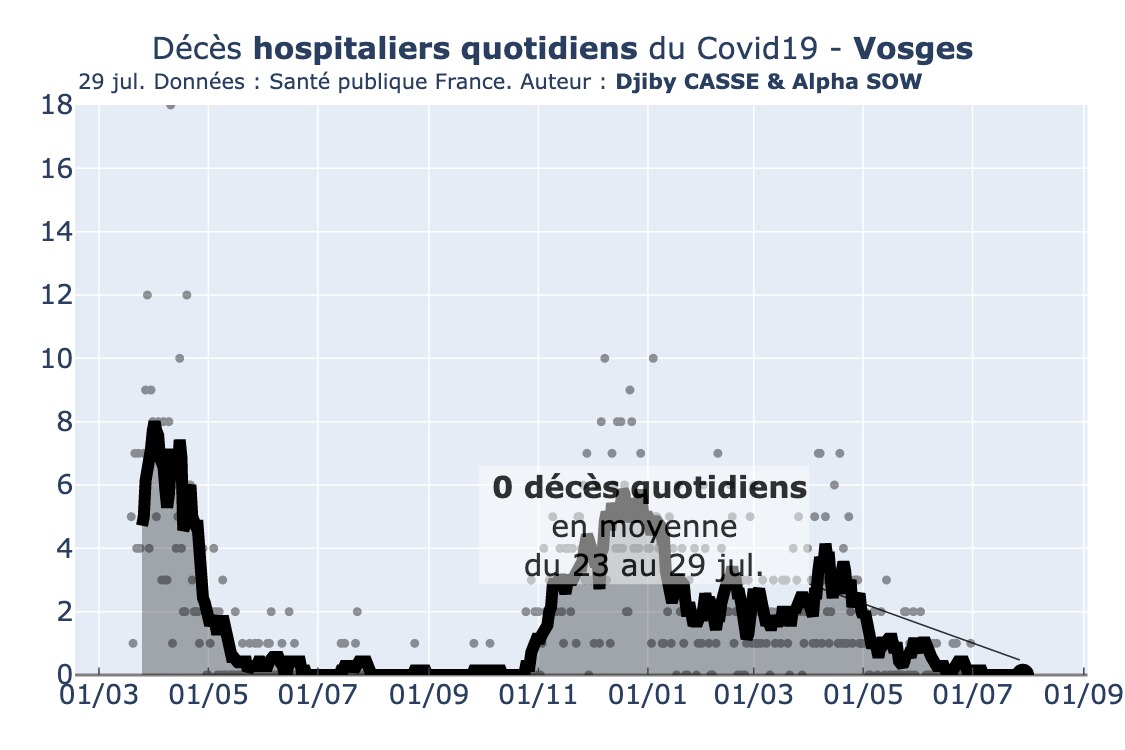 Décès hospitaliers quotidiens du Covid19 - Vosges
29 jul. Données : Santé publique France. Auteur : Djiby CASSE & Alpha SOW
18
16
14
12
10
8
6
4
2
0
0 décès quotidiens
en moyenne
du 23 au 29 jul.
01/03 01/05 01/07 01/09 01/11 01/01 01/03 01/05 01/07 01/09